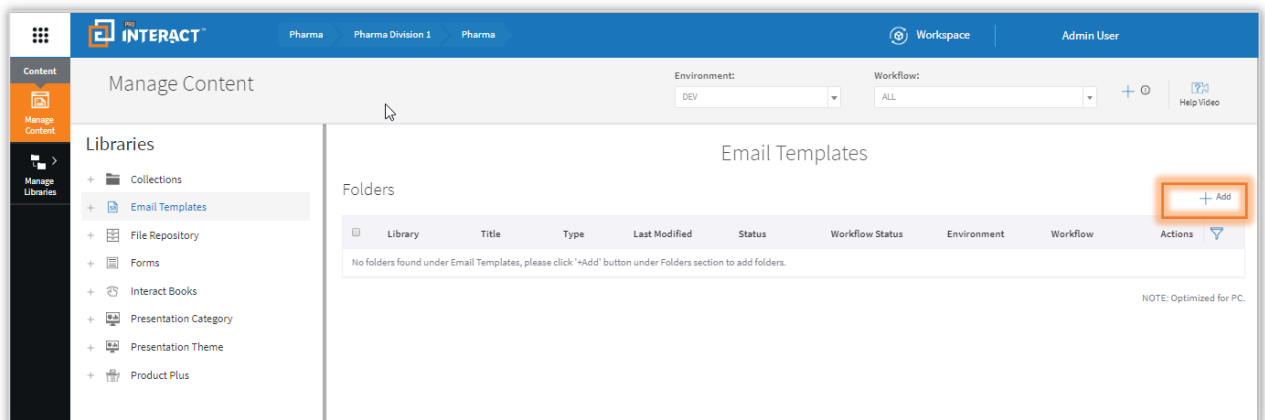 PRO
INTERACT™
Pharma
Pharma Division 1
Pharma
Workspace
Admin User
Content
Manage
Content
Manage
Libraries
Manage Content
Environment:
DEV
Workflow:
ALL
Help Video
Libraries
Collections
Email Templates
File Repository
Forms
Interact Books
Presentation Category
Presentation Theme
Product Plus
Email Templates
Folders
+ Add
Library Title Type Last Modified Status Workflow Status Environment Workflow Actions
No folders found under Email Templates, please click '+Add' button under Folders section to add folders.
NOTE: Optimized for PC.